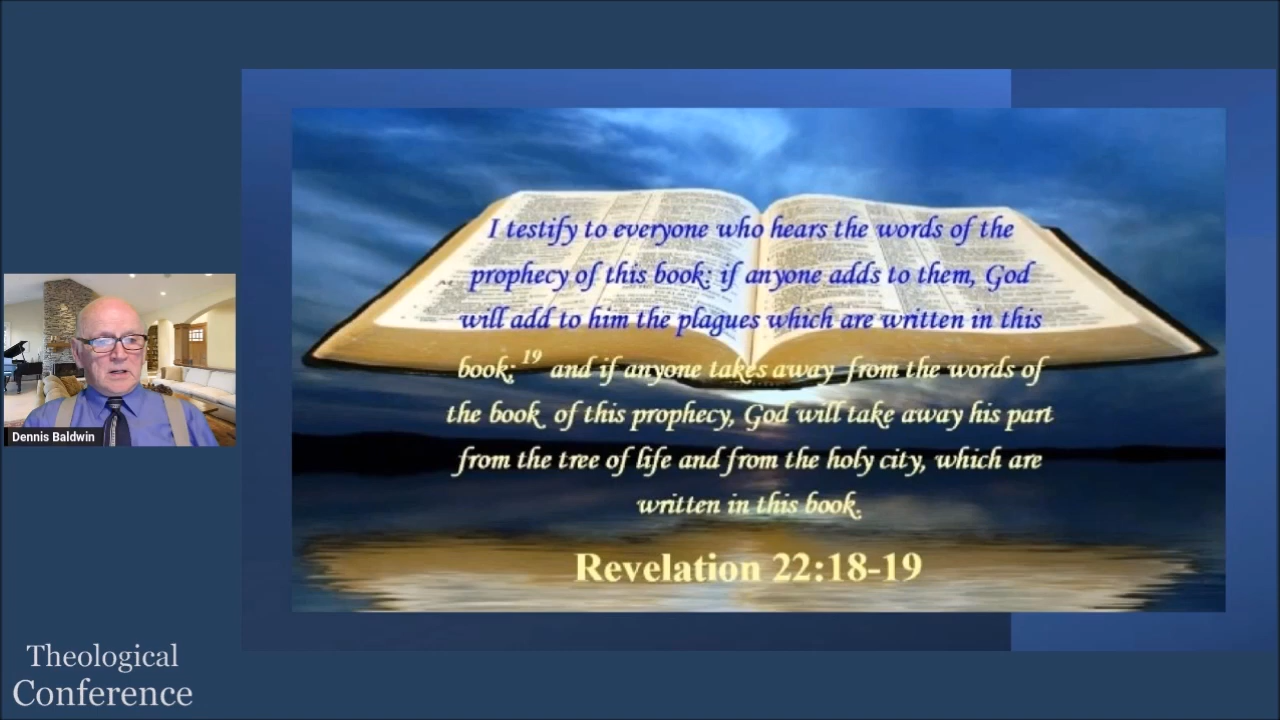 I testify to everyone who hears the words of the
prophecy of this book: if anyone adds to them, God
will add to him the plagues which are written in this
book; 19 and if anyone takes away from the words of
the book of this prophecy, God will take away his part
from the tree of life and from the holy city, which are
written in this book.
Revelation 22:18-19
Dennis Baldwin
Theological
Conference